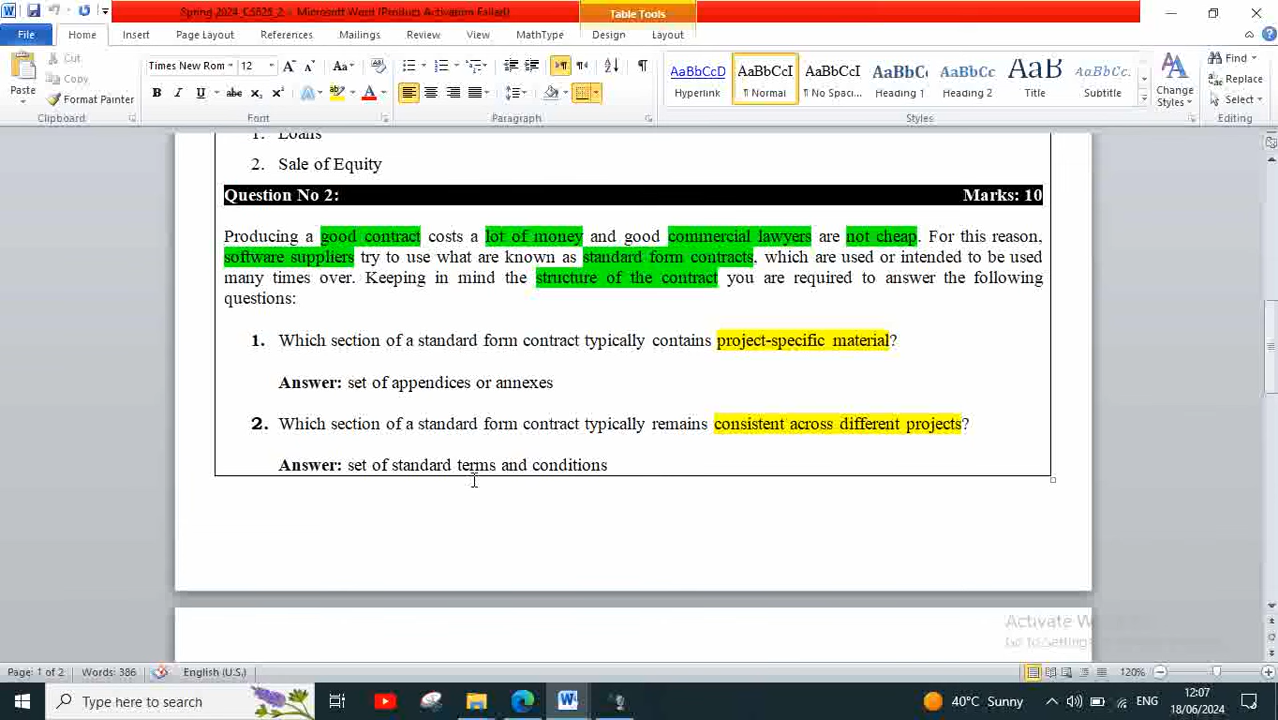 Spring 2024_CS625_2 - Microsoft Word (Product Activation Failed)
Table Tools
File Home Insert Page Layout References Mailings Review View MathType Design Layout
Cut
Copy
Format Painter
Paste
Clipboard
Times New Rom 12
Font
Paragraph
AaBbCcD AaBbCcI AaBbCcI AaBbC( AaBbCc AaB AaBbCc.
Hyperlink ¶ Normal ¶ No Spaci... Heading 1 Heading 2 Title Subtitle
Change
Styles
Styles
Find
Replace
Select
Editing
1. Loans
2. Sale of Equity
Question No 2: Marks: 10
Producing a good contract costs a lot of money and good commercial lawyers are not cheap. For this reason,
software suppliers try to use what are known as standard form contracts, which are used or intended to be used
many times over. Keeping in mind the structure of the contract you are required to answer the following
questions:
1. Which section of a standard form contract typically contains project-specific material?
Answer: set of appendices or annexes
2. Which section of a standard form contract typically remains consistent across different projects?
Answer: set of standard terms and conditions
Page: 1 of 2 Words: 386 English (U.S.) 120%
Type here to search
40°C Sunny
ENG
12:07
18/06/2024